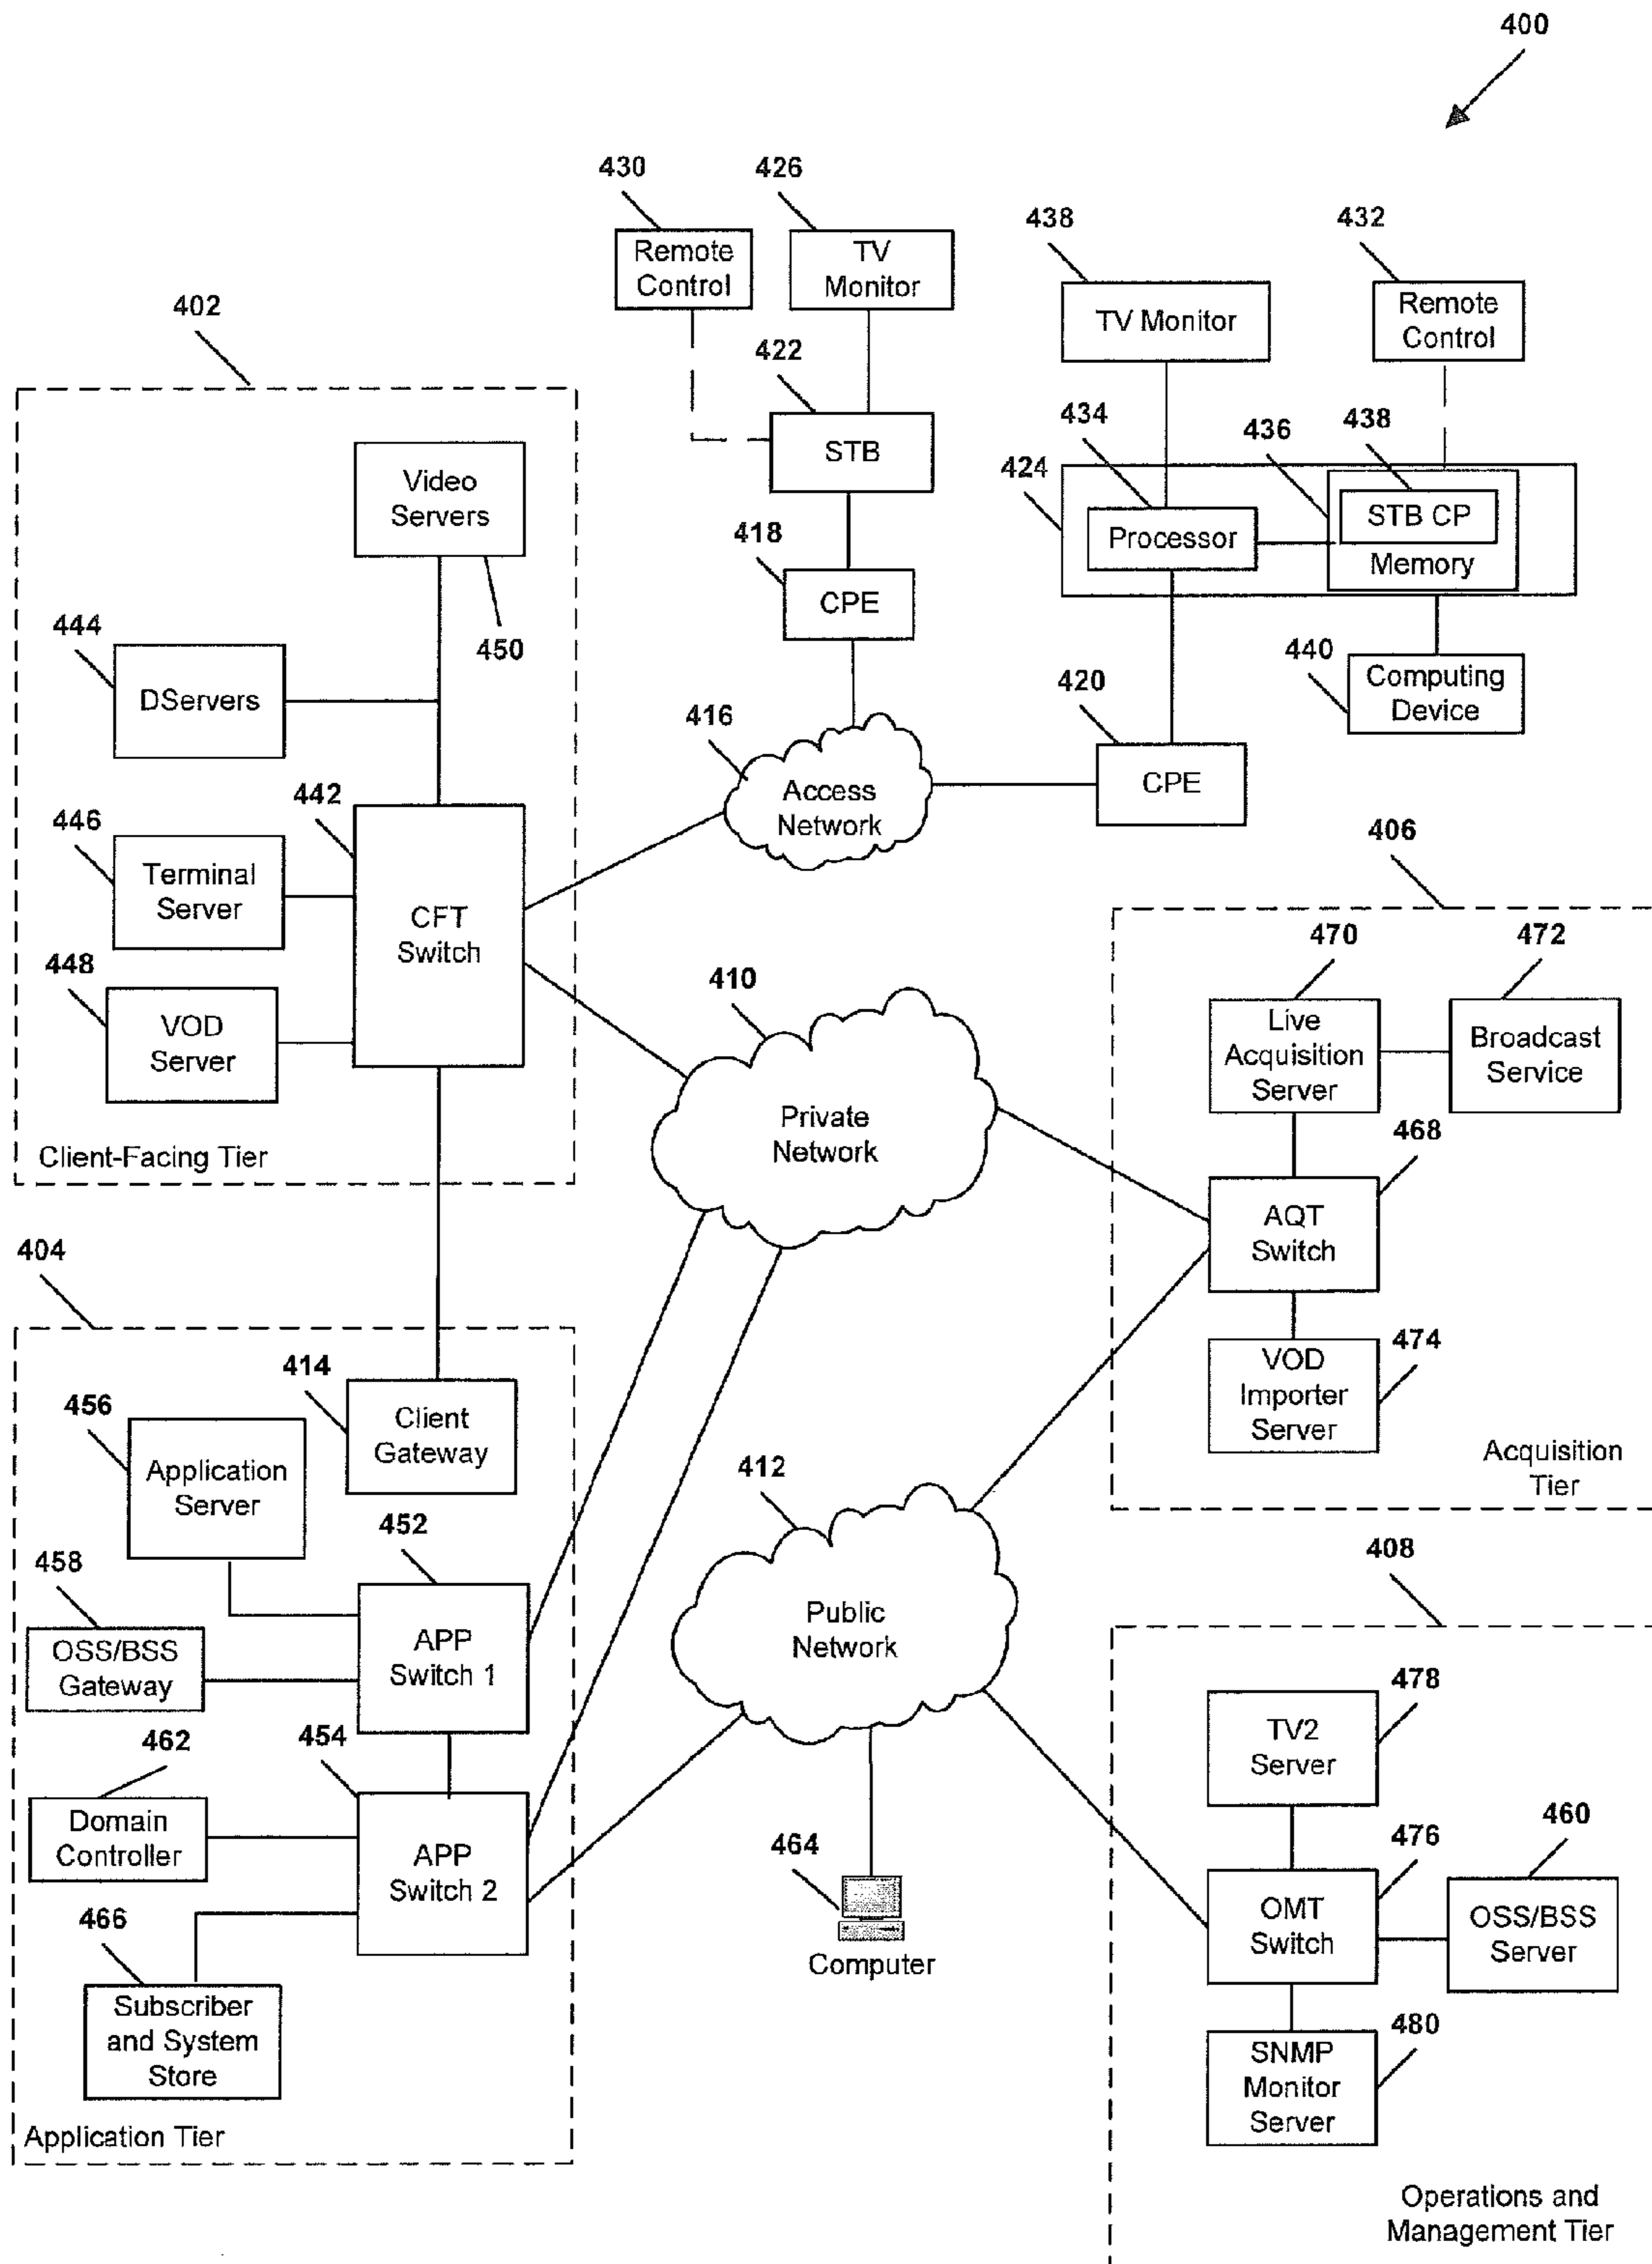 400
430
426
438
432
Remote
Control
TV
Monitor
TV Monitor
Remote
Control
402
422
434
436
438
424
STB
Processor
STB CP
Memory
Video
Servers
450
418
CPE
444
DServers
440
Computing
Device
420
CPE
416
Access
Network
442
446
Terminal
Server
CFT
Switch
448
VOD
Server
Client-Facing Tier
406
470
472
Live
Acquisition
Server
Broadcast
Service
410
Private
Network
468
AQT
Switch
474
VOD
Importer
Server
Acquisition
Tier
404
414
Client
Gateway
456
Application
Server
452
458
OSS/BSS
Gateway
APP
Switch 1
462
454
Domain
Controller
APP
Switch 2
466
Subscriber
and System
Store
Application Tier
412
Public
Network
464
Computer
408
478
TV2
Server
476
460
OMT
Switch
OSS/BSS
Server
480
SNMP
Monitor
Server
Operations and
Management Tier